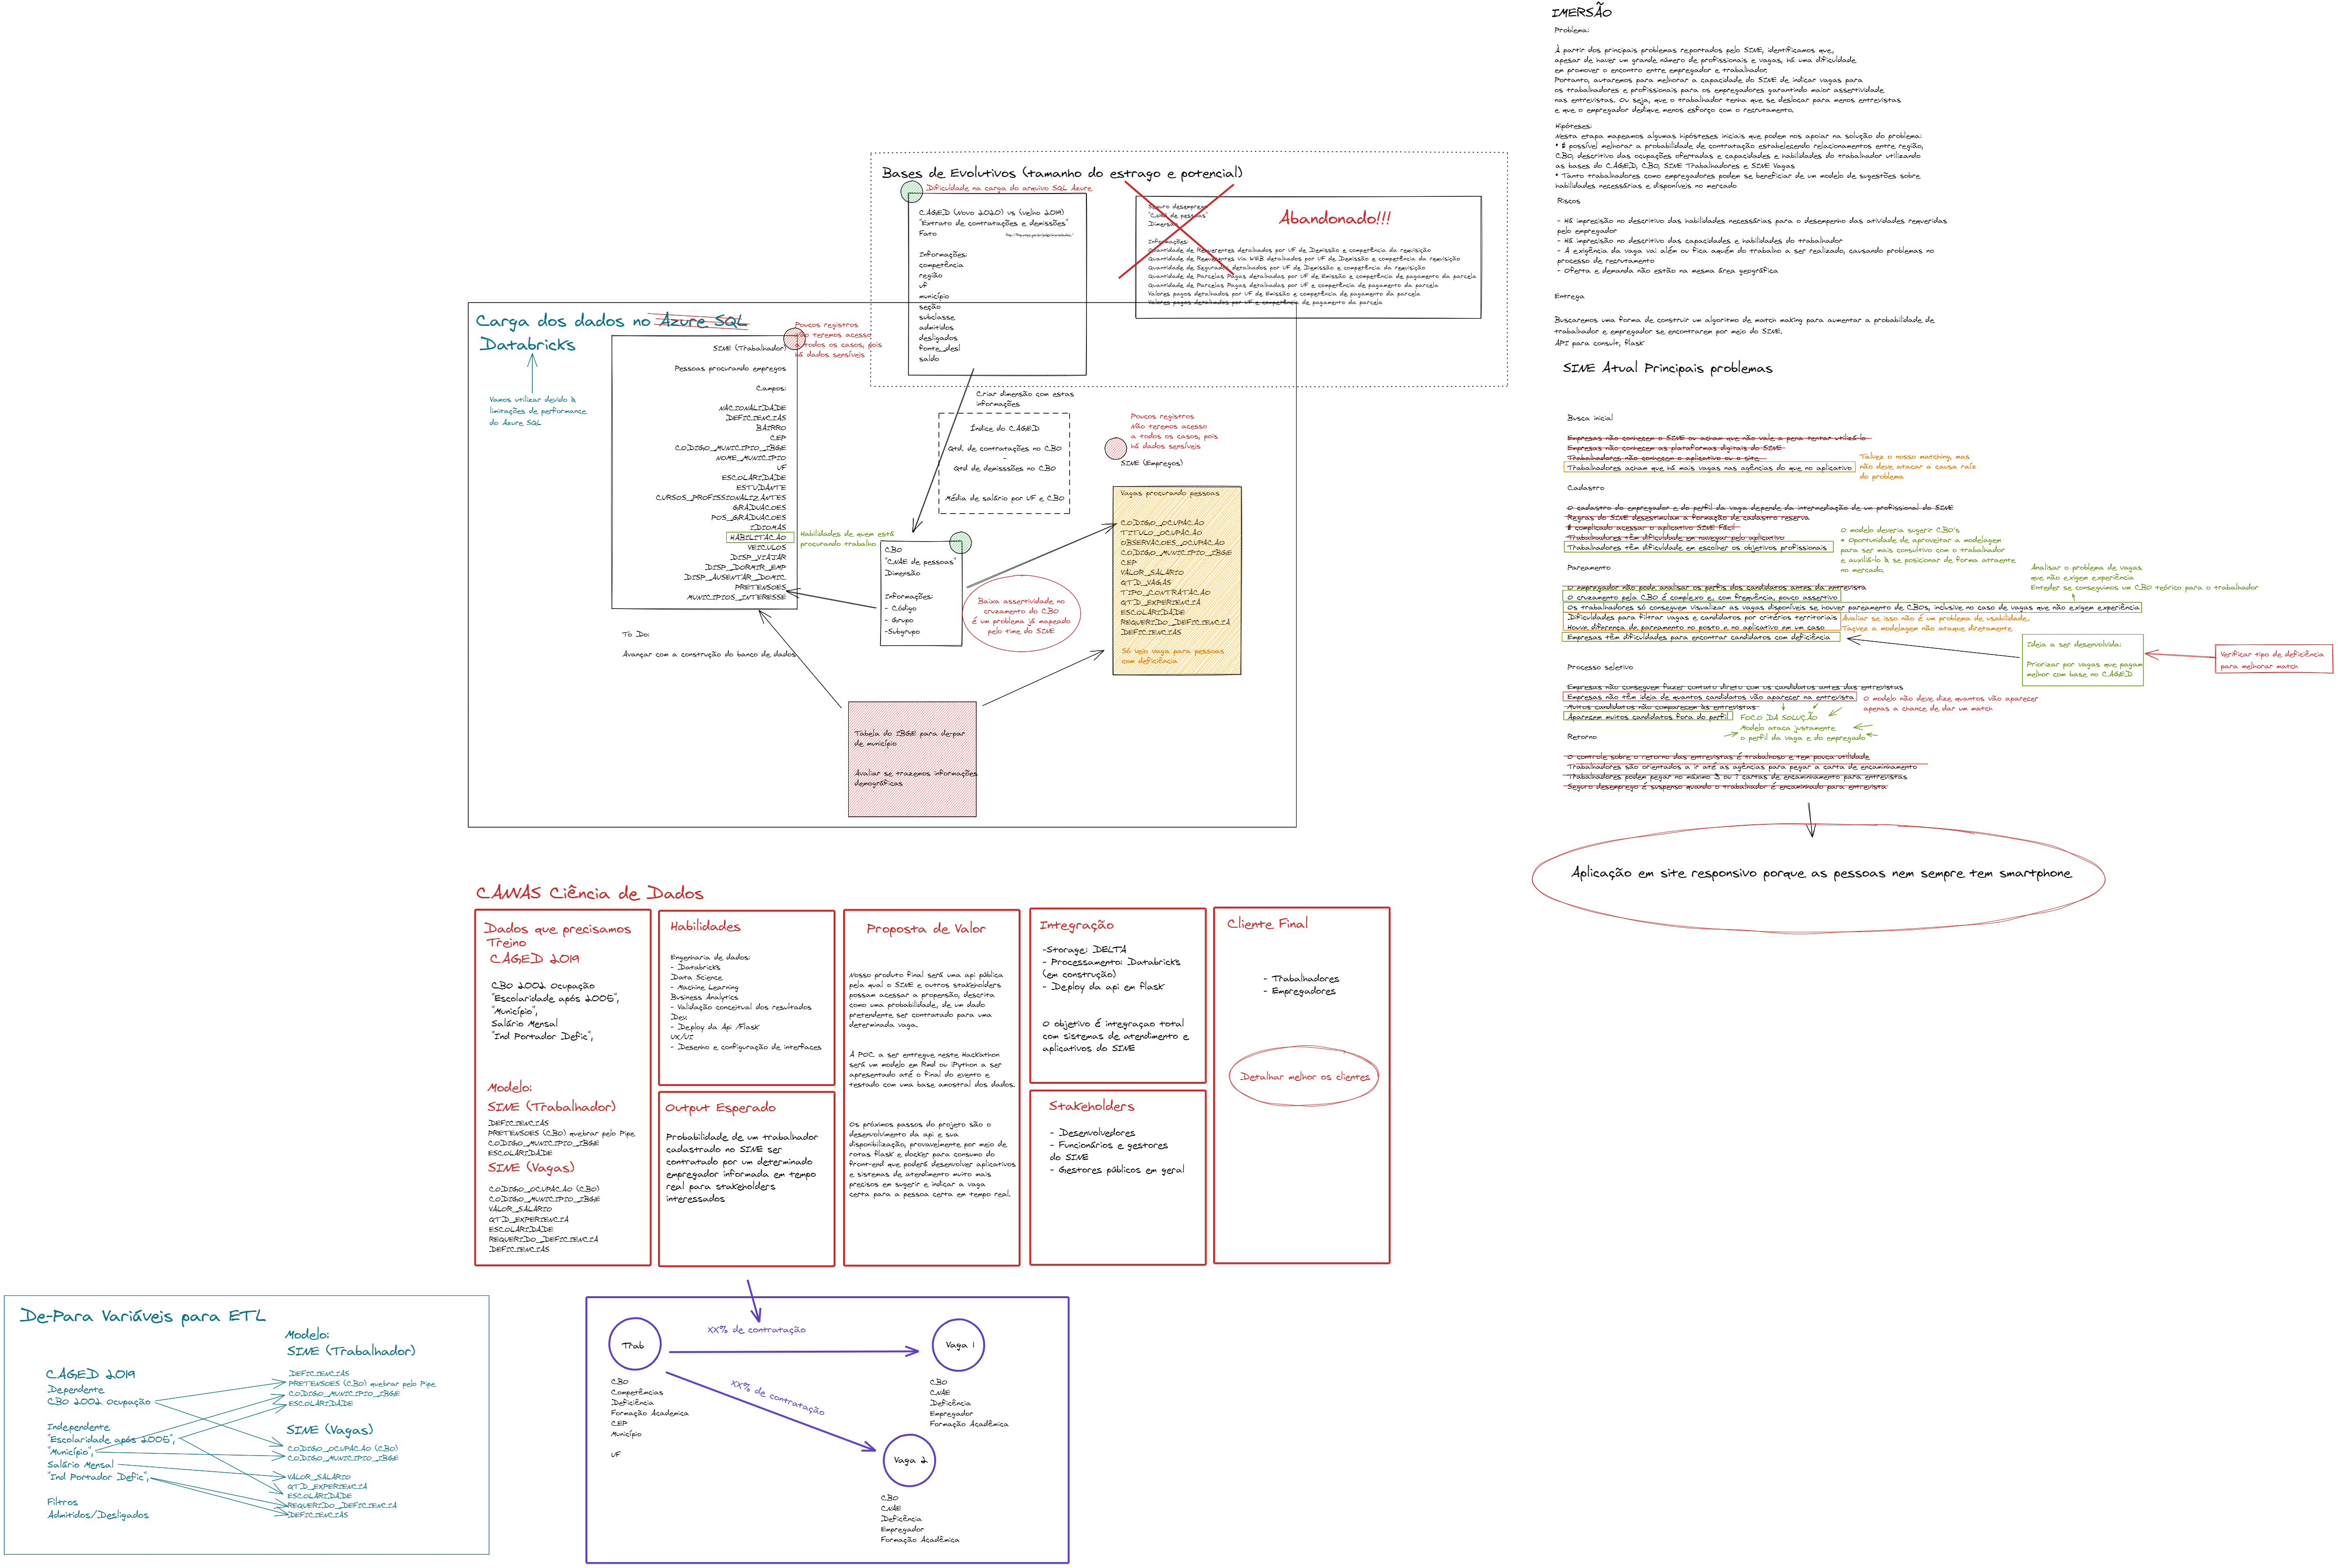 IMERSÃO
Problema:
À partir dos principais problemas reportados pelo SINE, identificamos que,
apesar de haver um grande número de profissionais e vagas, há uma dificuldade
em promover o encontro entre empregador e trabalhador.
Portanto, autaremos para melhorar a capacidade do SINE de indicar vagas para
os trabalhadores e profissionais para os empregadores garantindo maior assertividade
nas entrevistas. Ou seja, que o trabalhador tenha que se deslocar para menos entrevistas
e que o empregador dedique menos esforço com o recrutamento.
Hipóteses:
Nesta etapa mapeamos algumas hipósteses iniciais que podem nos apoiar na solução do problema:
* É possível melhorar a probabilidade de contratação estabelecendo relacionamentos entre região,
CBO, descritivo das ocupações ofertadas e capacidades e habilidades do trabalhador utilizando
as bases do CAGED, CBO, SINE Trabalhadores e SINE Vagas
* Tanto trabalhadores como empregadores podem se beneficiar de um modelo de sugestões sobre
habilidades necessárias e disponíveis no mercado
Riscos
- Há imprecisão no descritivo das habilidades necessárias para o desempenho das atividades requeridas
pelo empregador
- Há imprecisão no descritivo das capacidades e habilidades do trabalhador
- A exigência da vaga vai além ou fica aquém do trabalho a ser realizado, causando problemas no
processo de recrutamento
- Oferta e demanda não estão na mesma área geográfica
Entrega
Buscaremos uma forma de construir um algoritmo de match making para aumentar a probabilidade de
trabalhador e empregador se encontrarem por meio do SINE.
API para consult, flask
SINE Atual Principais problemas
Busca inicial
Empresas não conhecem o SINE ou acham que não vale a pena tentar utilizá-lo
Empresas não conhecem as plataformas digitais do SINE
Trabalhadores não conhecem o aplicativo ou o site
Trabalhadores acham que há mais vagas nas agências do que no aplicativo
Talvez o nosso matching, mas
não deve atacar a causa raíz
do problema
Cadastro
O cadastro do empregador e do perfil da vaga depende da intermediação de um profissional do SINE
Regras do SINE desestimulam a formação de cadastro reserva
É complicado acessar o aplicativo SINE Fácil
Trabalhadores têm dificuldade em navegar pelo aplicativo
Trabalhadores têm dificuldade em escolher os objetivos profissionais
O modelo deveria sugerir CBO's
* Oportunidade de aproveitar a modelagem
para ser mais consultivo com o trabalhador
e auxiliá-lo à se posicionar de forma atraente
no mercado.
Pareamento
Analisar o problema de vagas
que não exigem experiência
Entender se conseguimos um CBO teórico para o trabalhador
O empregador não pode analisar os perfis dos candidatos antes da entrevista
O cruzamento pela CBO é complexo e, com frequência, pouco assertivo
Os trabalhadores só conseguem visualizar as vagas disponíveis se houver pareamento de CBOs, inclusive no caso de vagas que não exigem experiência
Dificuldades para filtrar vagas e candidatos por critérios territoriais
Houve diferença de pareamento no posto e no aplicativo em um caso
Avaliar se isso não é um problema de usabilidade.
Taqvez a modelagem não ataque diretamente
Empresas têm dificuldades para encontrar candidatos com deficiência
Ideia a ser desenvolvida:
Priorizar por vagas que pagam
melhor com base no CAGED
Verificar tipo de deficiência
para melhorar match
Processo seletivo
Empresas não conseguem fazer contato direto com os candidatos antes das entrevistas
Empresas não têm ideia de quantos candidatos vão aparecer na entrevista
Muitos candidatos não comparecem às entrevistas
Aparecem muitos candidatos fora do perfil
O modelo não deve dize quantos vão aparecer
apenas a chance de dar um match
FOCO DA SOLUÇÃO
Modelo ataca justamente
o perfil da vaga e do empregado
Retorno
O controle sobre o retorno das entrevistas é trabalhoso e tem pouca utilidade
Trabalhadores são orientados a ir até as agências para pegar a carta de encaminhamento
Trabalhadores podem pegar no máximo 3 ou 7 cartas de encaminhamento para entrevistas
Seguro desemprego é suspenso quando o trabalhador é encaminhado para entrevista
Aplicação em site responsivo porque as pessoas nem sempre tem smartphone
Bases de Evolutivos (tamanho do estrago e potencial)
Dificuldade na carga do arquivo SQL Azure
CAGED (Novo 2020) vs (velho 2019)
"Extrato de contratações e demissões"
Fato
Informações:
competência
região
uf
município
seção
subclasse
admitidos
desligados
fonte_desl
saldo
Seguro desemprego
"CNAE de pessoas"
Dimensão
Abandonado!!!
Informações:
Quantidade de Requerentes detalhados por UF de Demissão e competência da requisição
Quantidade de Requerentes via WEB detalhados por UF de Demissão e competência da requisição
Quantidade de Segurados detalhados por UF de Demissão e competência da requisição
Quantidade de Parcelas Pagas detalhadas por UF de Emissão e competência de pagamento da parcela
Quantidade de Parcelas Pagas detalhadas por UF e competência de pagamento da parcela
Valores pagos detalhados por UF de Emissão e competência de pagamento da parcela
Valores pagos detalhados por UF e competência de pagamento da parcela
Carga dos dados no Azure SQL
Databricks
Vamos utilizar devido à
limitações de performance
do Azure SQL
Poucos registros
Não teremos acesso
a todos os casos, pois
há dados sensíveis
SINE (Trabalhador)
Pessoas procurando empregos
Campos:
NACIONALIDADE
DEFICIENCIAS
BAIRRO
CEP
CODIGO_MUNICIPIO_IBGE
NOME_MUNICIPIO
UF
ESCOLARIDADE
ESTUDANTE
CURSOS_PROFISSIONALIZANTES
GRADUACOES
POS_GRADUACOES
IDIOMAS
HABILITACAO
VEICULOS
DISP_VIAJAR
DISP_DORMIR_EMP
DISP_AUSENTAR_DOMIC
PRETENSOES
MUNICIPIOS_INTERESSE
Habilidades de quem está
procurando trabalho
To Do:
Avançar com a construção do banco de dados
Criar dimensão com estas
informações
Índice do CAGED
Qtd. de contratações no CBO
-
Qtd de demisssões no CBO
Média de salário por UF e CBO
CBO
"CNAE de pessoas"
Dimensão
Informações:
- Código
- Grupo
-Subgrupo
Baixa assertividade no
cruzamento do CBO
é um problema já mapeado
pelo time do SINE
Poucos registros
Não teremos acesso
a todos os casos, pois
há dados sensíveis
SINE (Empregos)
Vagas procurando pessoas
CODIGO_OCUPACAO
TITULO_OCUPACAO
OBSERVACOES_OCUPACAO
CODIGO_MUNICIPIO_IBGE
CEP
VALOR_SALARIO
QTD_VAGAS
TIPO_CONTRATACAO
QTD_EXPERIENCIA
ESCOLARIDADE
REQUERIDO_DEFICIENCIA
DEFICIENCIAS
Só veio vaga para pessoas
com deficiência
Tabela do IBGE para de-par
de município
Avaliar se trazemos informações
demográficas
CANVAS Ciência de Dados
Dados que precisamos
Treino
CAGED 2019
CBO 2002 Ocupação
"Escolaridade após 2005",
"Município",
Salário Mensal
"Ind Portador Defic",
Modelo:
SINE (Trabalhador)
DEFICIENCIAS
PRETENSOES (CBO) quebrar pelo Pipe
CODIGO_MUNICIPIO_IBGE
ESCOLARIDADE
SINE (Vagas)
CODIGO_OCUPACAO (CBO)
CODIGO_MUNICIPIO_IBGE
VALOR_SALARIO
QTD_EXPERIENCIA
ESCOLARIDADE
REQUERIDO_DEFICIENCIA
DEFICIENCIAS
Habilidades
Engenharia de dados:
- Databricks
Data Science
- Machine Learning
Business Analytics
- Validação conceitual dos resultados
Dev.
- Deploy da Api /Flask
UX/UI
- Desenho e configuração de interfaces
Output Esperado
Probabilidade de um trabalhador
cadastrado no SINE ser
contratado por um determinado
empregador informada em tempo
real para stakeholders
interessados
Proposta de Valor
Nosso produto final será uma api pública
pela qual o SINE e outros stakeholders
possam acessar a propensão, descrita
como uma probabilidade, de um dado
pretendente ser contratado para uma
determinada vaga.
A POC a ser entregue neste Hackathon
será um modelo em Rmd ou iPython a ser
apresentado até o final do evento e
testado com uma base amostral dos dados.
Os próximos passos do projeto são o
desenvolvimento da api e sua
disponibilização, provavelmente por meio de
rotas flask e docker para consumo do
front-end que poderá desenvolver aplicativos
e sistemas de atendimento muito mais
precisos em sugerir e indicar a vaga
certa para a pessoa certa em tempo real.
Integração
-Storage: DELTA
- Processamento: Databricks
(em construção)
- Deploy da api em flask
O objetivo É integraçao total
com sistemas de atendimento e
aplicativos do SINE
Stakeholders
- Desenvolvedores
- Funcionários e gestores
do SINE
- Gestores públicos em geral
Cliente Final
- Trabalhadores
- Empregadores
Detalhar melhor os clientes
De-Para Variáveis para ETL
CAGED 2019
Dependente
CBO 2002 Ocupação
Independente
"Escolaridade após 2005",
"Município",
Salário Mensal
"Ind Portador Defic",
Filtros
Admitidos/Desligados
Modelo:
SINE (Trabalhador)
DEFICIENCIAS
PRETENSOES (CBO) quebrar pelo Pipe
CODIGO_MUNICIPIO_IBGE
ESCOLARIDADE
SINE (Vagas)
CODIGO_OCUPACAO (CBO)
CODIGO_MUNICIPIO_IBGE
VALOR_SALARIO
QTD_EXPERIENCIA
ESCOLARIDADE
REQUERIDO_DEFICIENCIA
DEFICIENCIAS
Trab
CBO
Competências
Deficiência
Formação Academica
CEP
Município
UF
XX% de contratação
XX% de contratação
Vaga 1
CBO
CNAE
Deficência
Empregador
Formação Acadêmica
Vaga 2
CBO
CNAE
Deficência
Empregador
Formação Acadêmica